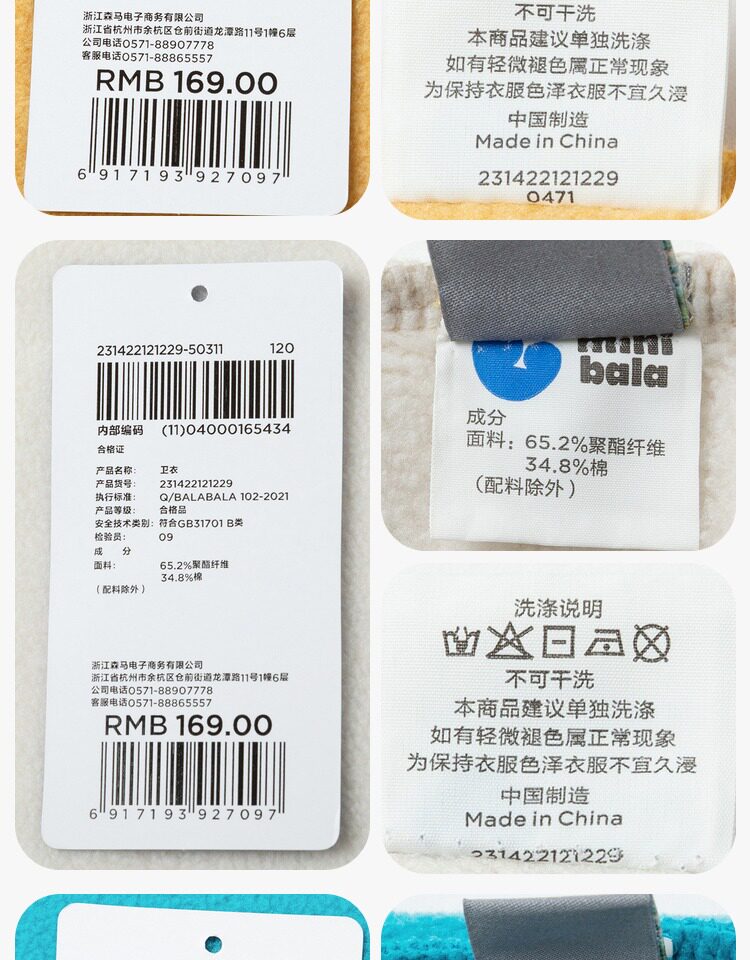 浙江森马电子商务有限公司
浙江省杭州市余杭区仓前街道龙潭路11号1幢6层
公司电话0571-88907778
客服电话0571-88865557
RMB 169.00
6 917193 927097
不可干洗
本商品建议单独洗涤
如有轻微褪色属正常现象
为保持衣服色泽衣服不宜久浸
中国制造
Made in China
231422121229
0471
231422121229-50311 120
内部编码 (11)04000165434
合格证
产品名称: 卫衣
产品货号: 231422121229
执行标准: Q/BALABALA 102-2021
产品等级: 合格品
安全技术类别: 符合GB31701 B类
检验员: 09
成 分
面料: 65.2%聚酯纤维
34.8%棉
(配料除外)
浙江森马电子商务有限公司
浙江省杭州市余杭区仓前街道龙潭路11号1幢6层
公司电话0571-88907778
客服电话0571-88865557
RMB 169.00
6 917193 927097
mini
bala
成分
面料: 65.2%聚酯纤维
34.8%棉
(配料除外)
洗涤说明
不可干洗
本商品建议单独洗涤
如有轻微褪色属正常现象
为保持衣服色泽衣服不宜久浸
中国制造
Made in China
231422121229